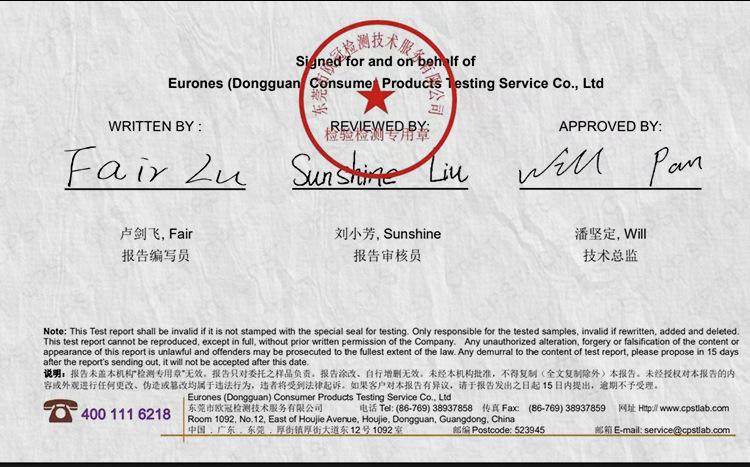 Signed for and on behalf of
Eurones (Dongguan) Consumer Products Testing Service Co., Ltd
东莞市欧冠检测技术服务有限公司
检验检测专用章
WRITTEN BY : REVIEWED BY: APPROVED BY:
Fair Lu Sunshine Liu Will Pan
卢剑飞, Fair 刘小芳, Sunshine 潘坚定, Will
报告编写员 报告审核员 技术总监
Note: This Test report shall be invalid if it is not stamped with the special seal for testing. Only responsible for the tested samples, invalid if rewritten, added and deleted.
This test report cannot be reproduced, except in full, without prior written permission of the Company. Any unauthorized alteration, forgery or falsification of the content or
appearance of this report is unlawful and offenders may be prosecuted to the fullest extent of the law. Any demurral to the content of test report, please propose in 15 days
after the report's sending out, it will not be accepted after this date.
说明: 报告未盖本机构“检测专用章”无效。报告只对委托之样品负责。报告涂改、自行增删无效。未经本机构批准, 不得复制（全文复制除外）本报告。未经授权对本报告的内
容或外观进行任何更改、伪造或篡改均属于违法行为, 违者将受到法律起诉。如果客户对本报告有异议, 请于报告发出之日起 15 日内提出, 逾期不予受理。
400 111 6218
Eurones (Dongguan) Consumer Products Testing Service Co., Ltd
东莞市欧冠检测技术服务有限公司 电话 Tel: (86-769) 38937858 传真 Fax: (86-769) 38937859 网址 Http:// www.cpstlab.com
Room 1092, No.12, East of Houjie Avenue, Houjie, Dongguan, Guangdong, China
中国．广东．东莞．厚街镇厚街大道东 12 号 1092 室 邮编 Postcode: 523945 邮箱 E-mail: service@cpstlab.com